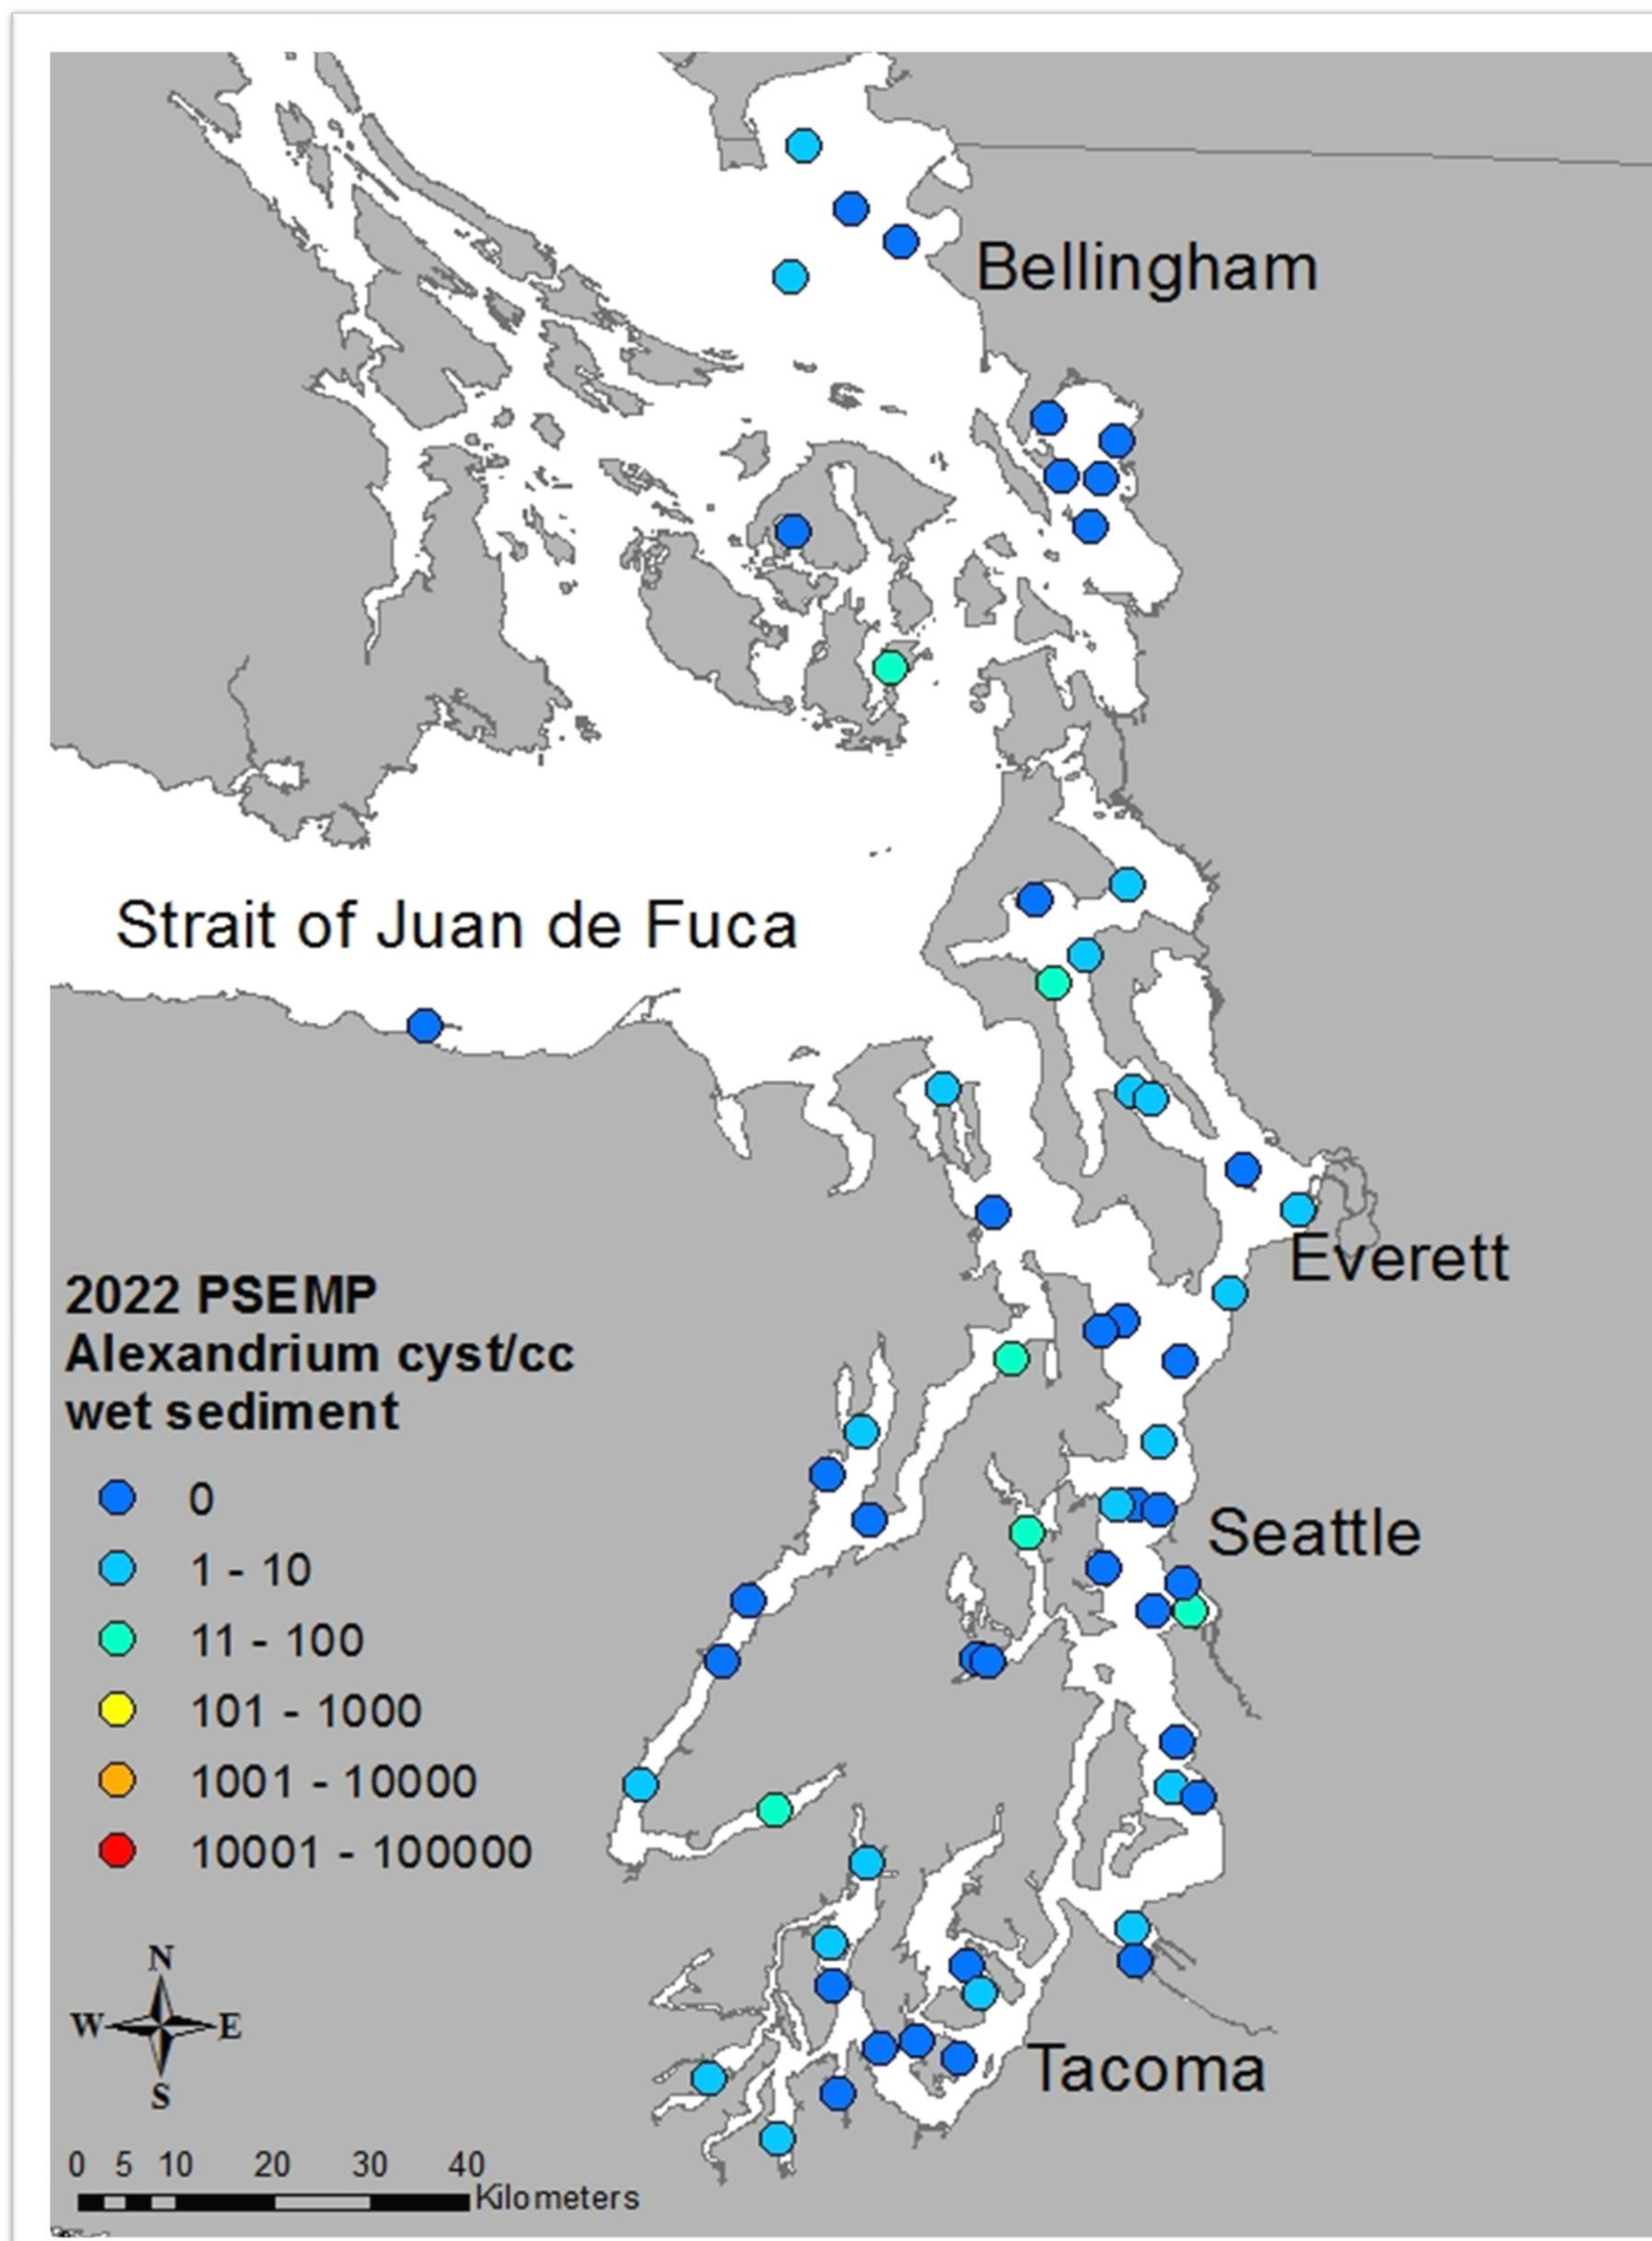 Bellingham
Strait of Juan de Fuca
Everett
2022 PSEMP
Alexandrium cyst/cc
wet sediment
0
1 - 10
11 - 100
101 - 1000
1001 - 10000
10001 - 100000
Seattle
N
W E
S
Tacoma
0 5 10 20 30 40
Kilometers